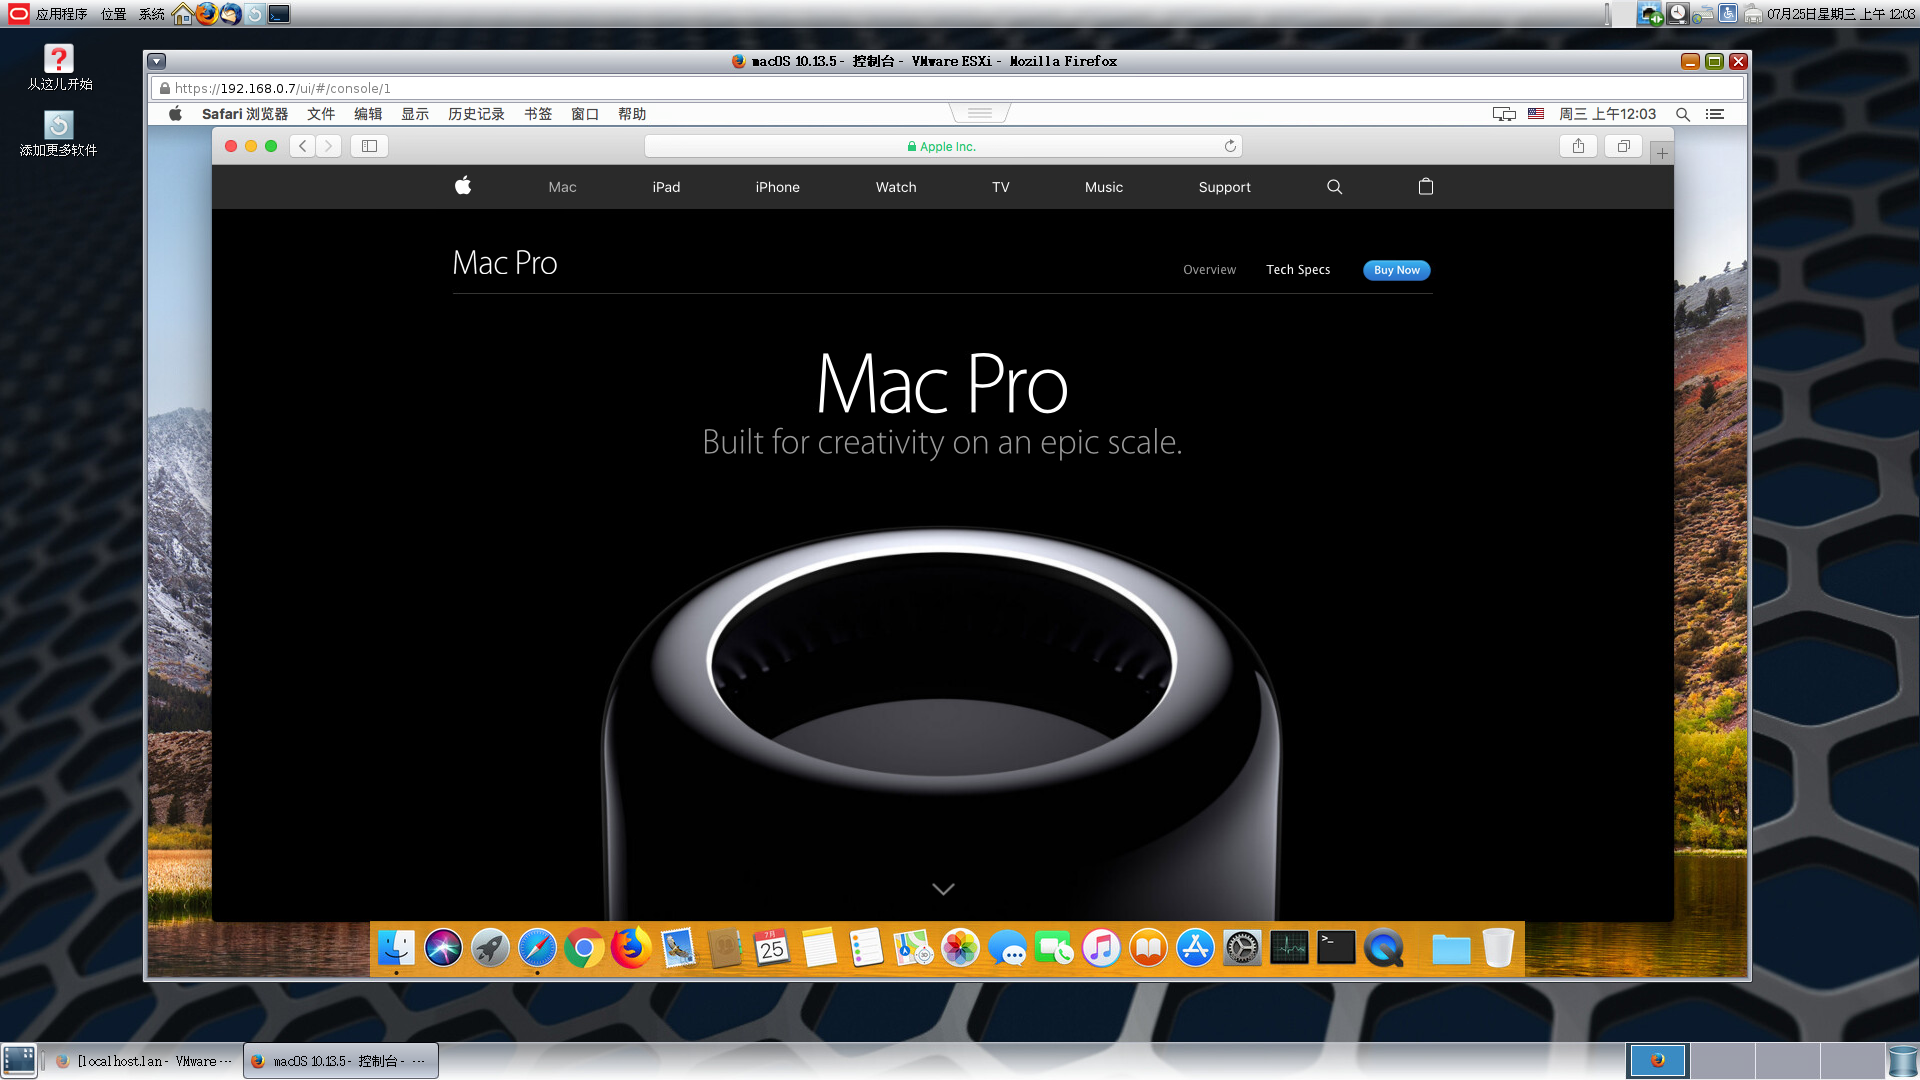 应用程序 位置 系统
07月25日星期三 上午 12:03
从这儿开始
添加更多软件
macOS 10.13.5 - 控制台 - VMware ESXi - Mozilla Firefox
https://192.168.0.7/ui/#/console/1
Safari 浏览器 文件 编辑 显示 历史记录 书签 窗口 帮助
周三 上午12:03
Apple Inc.
Mac iPad iPhone Watch TV Music Support
Mac Pro
Overview Tech Specs Buy Now
Mac Pro
Built for creativity on an epic scale.
7月
25
3D
>_
[localhost.lan - VMware ···
macOS 10.13.5 - 控制台 - ···